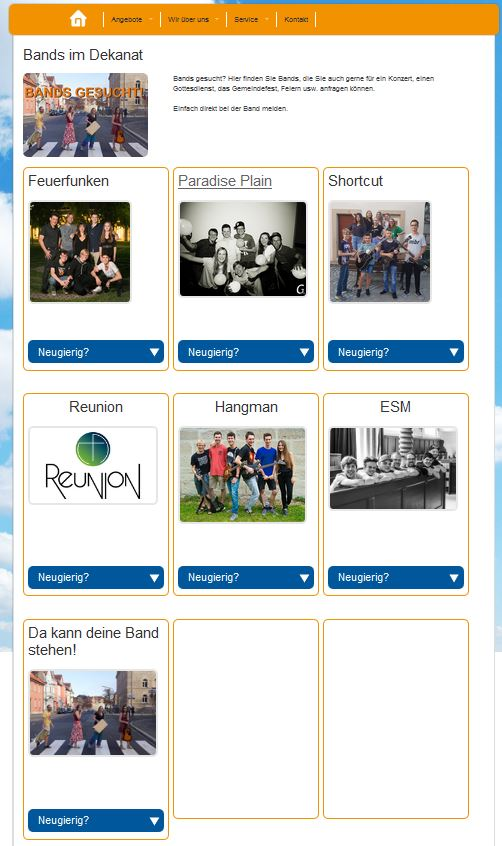 Angebote
Wir über uns
Service
Kontakt
Bands im Dekanat
BANDS GESUCHT!
Bands gesucht? Hier finden Sie Bands, die Sie auch gerne für ein Konzert, einen
Gottesdienst, das Gemeindefest, Feiern usw. anfragen können.
Einfach direkt bei der Band melden.
Feuerfunken
Neugierig?
Paradise Plain
G
Neugierig?
Shortcut
Neugierig?
Reunion
REUNION
Neugierig?
Hangman
Neugierig?
ESM
Neugierig?
Da kann deine Band
stehen!
Neugierig?